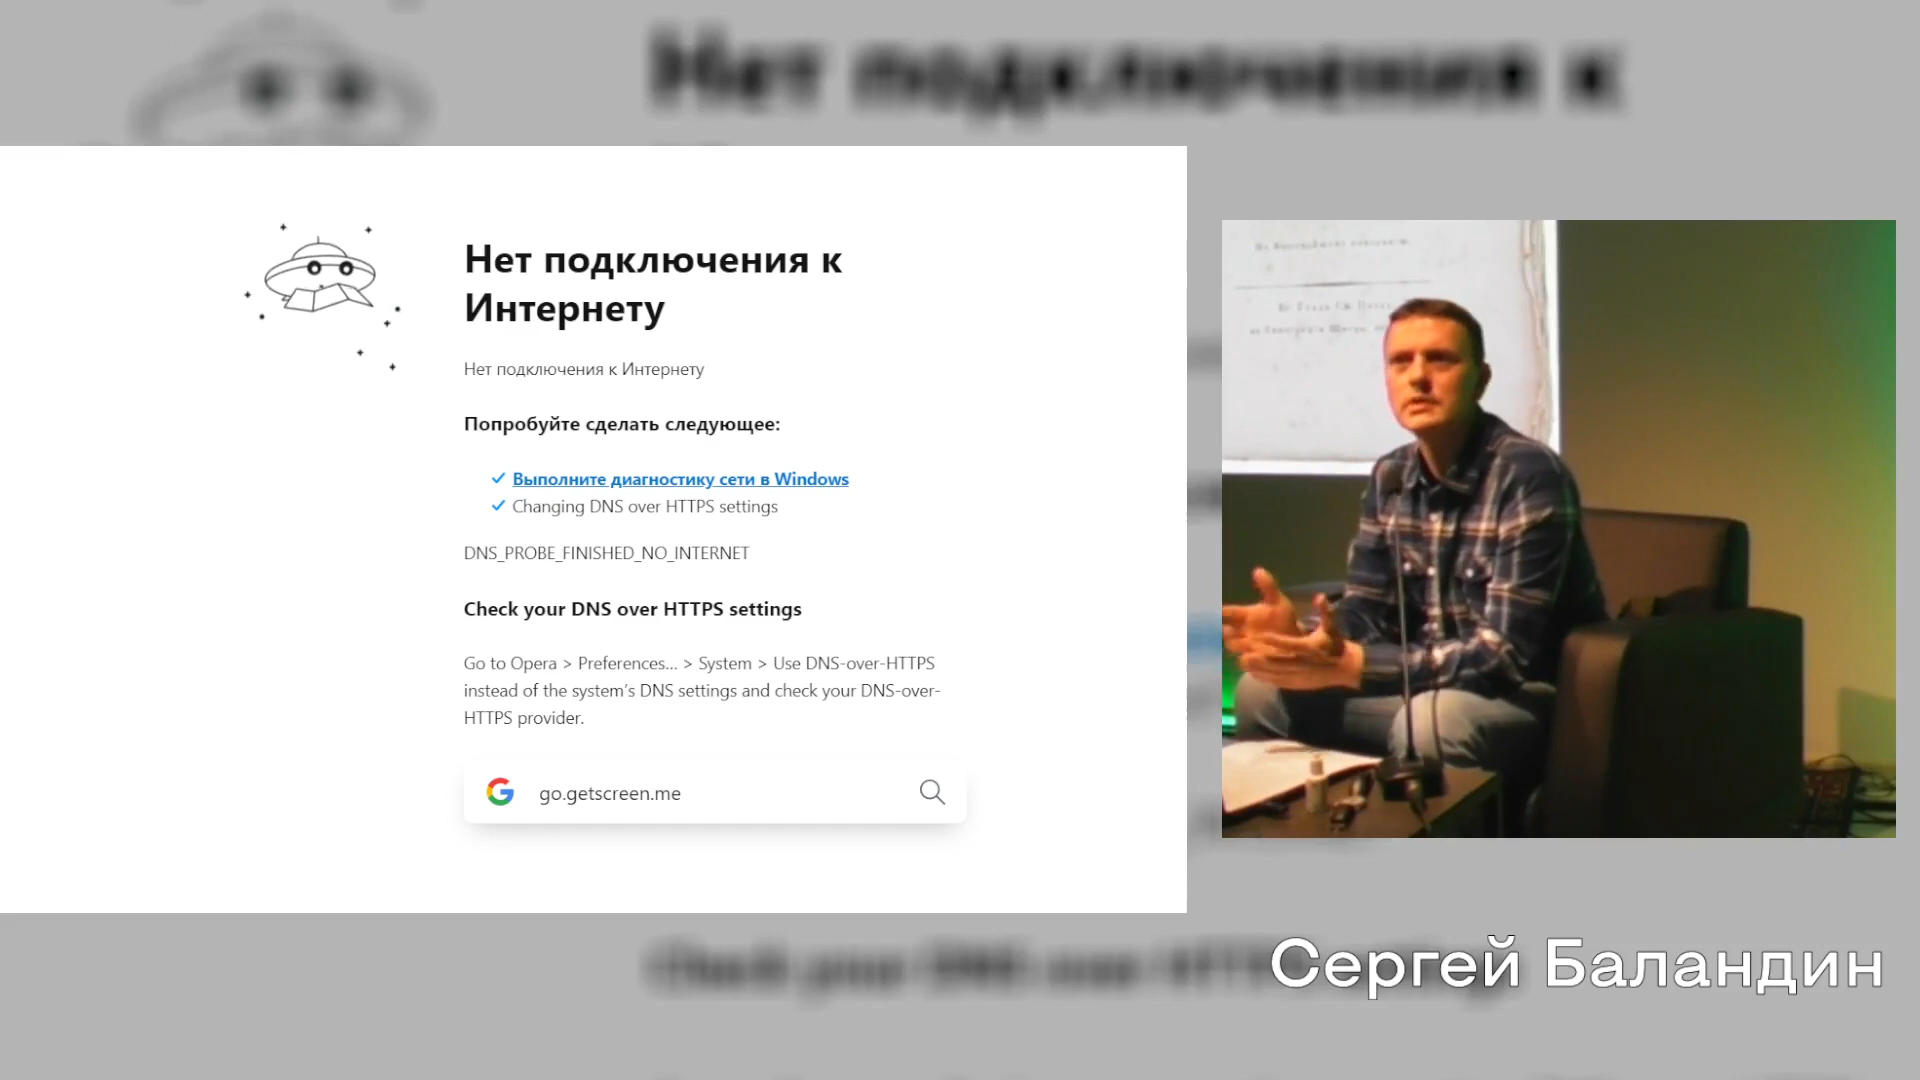 Нет подключения к
Нет подключения к
Интернету
Нет подключения к Интернету
Попробуйте сделать следующее:
Выполните диагностику сети в Windows
Changing DNS over HTTPS settings
DNS_PROBE_FINISHED_NO_INTERNET
Check your DNS over HTTPS settings
Go to Opera > Preferences... > System > Use DNS-over-HTTPS
instead of the system's DNS settings and check your DNS-over-
HTTPS provider.
go.getscreen.me
Сергей Баландин